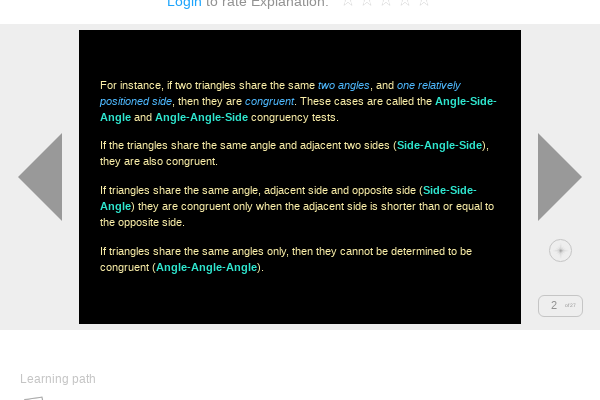 Login to rate Explanation:
For instance, if two triangles share the same two angles, and one relatively
positioned side, then they are congruent. These cases are called the Angle-Side-
Angle and Angle-Angle-Side congruency tests.
If the triangles share the same angle and adjacent two sides (Side-Angle-Side),
they are also congruent.
If triangles share the same angle, adjacent side and opposite side (Side-Side-
Angle) they are congruent only when the adjacent side is shorter than or equal to
the opposite side.
If triangles share the same angles only, then they cannot be determined to be
congruent (Angle-Angle-Angle).
2
Learning path